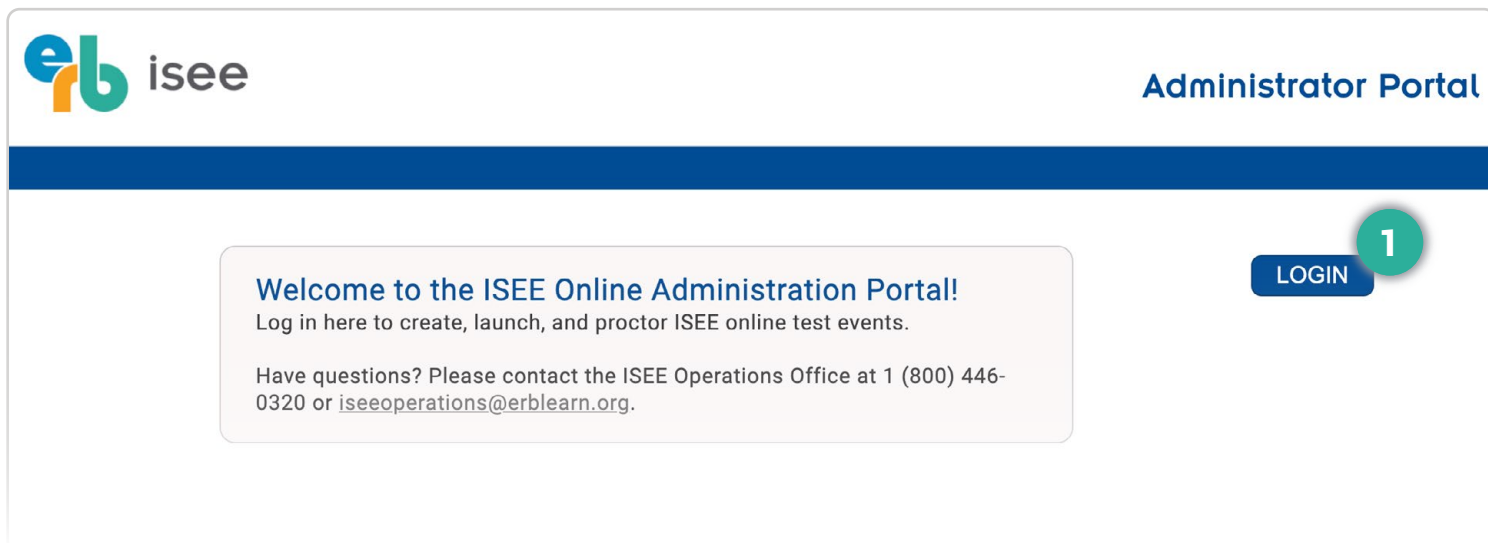 erb isee
Administrator Portal
1
LOGIN
Welcome to the ISEE Online Administration Portal!
Log in here to create, launch, and proctor ISEE online test events.
Have questions? Please contact the ISEE Operations Office at 1 (800) 446-
0320 or iseeoperations@erblearn.org.